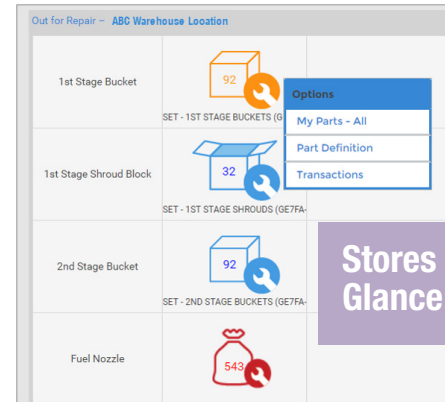 Out for Repair – ABC Warehouse Location
1st Stage Bucket
92
SET - 1ST STAGE BUCKETS (G
Options
My Parts - All
Part Definition
Transactions
1st Stage Shroud Block
32
SET - 1ST STAGE SHROUDS (GE7FA-
2nd Stage Bucket
92
SET - 2ND STAGE BUCKETS (GE7FA-
Stores
Glance
Fuel Nozzle
543